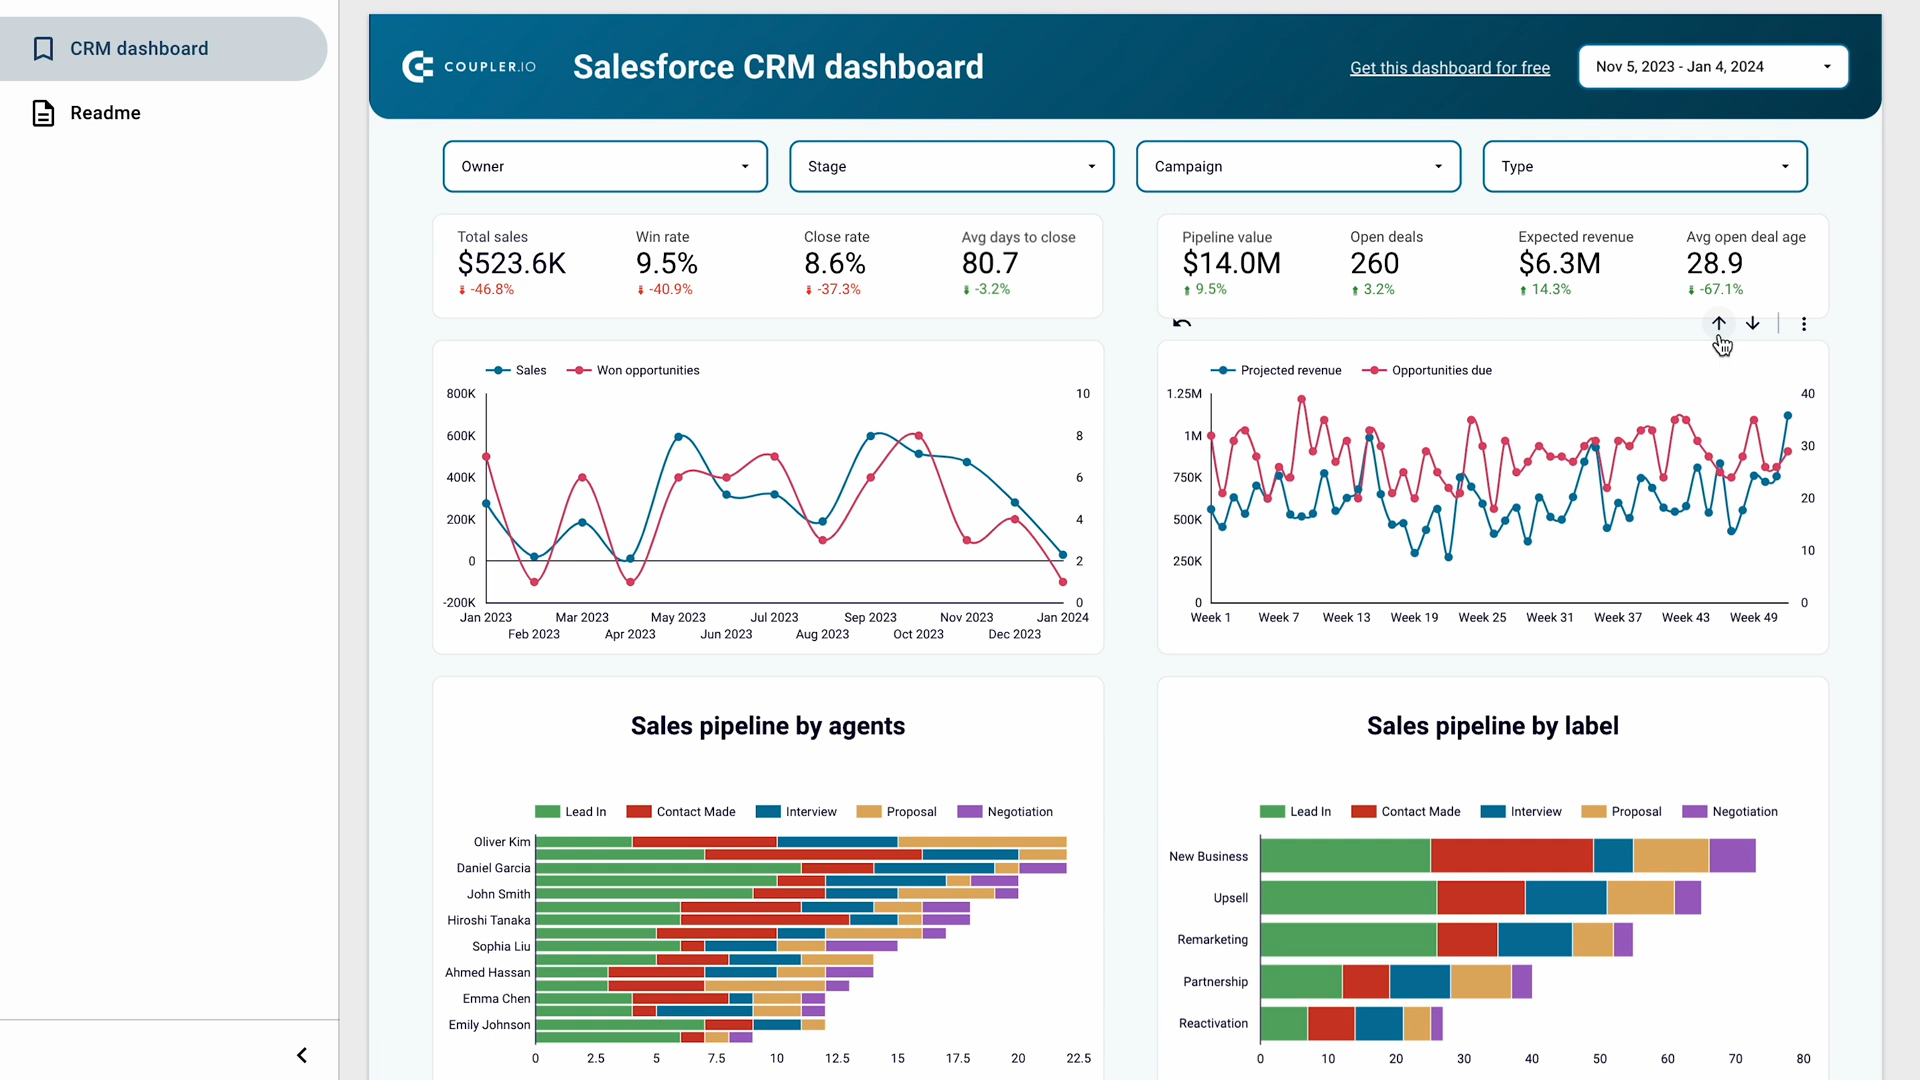 CRM dashboard
Readme
COUPLER.IO
Salesforce CRM dashboard
Get this dashboard for free
Nov 5, 2023 - Jan 4, 2024
Owner
Stage
Campaign
Type
Total sales
$523.6K
-46.8%
Win rate
9.5%
-40.9%
Close rate
8.6%
-37.3%
Avg days to close
80.7
-3.2%
Pipeline value
$14.0M
9.5%
Open deals
260
3.2%
Expected revenue
$6.3M
14.3%
Avg open deal age
28.9
-67.1%
Sales
Won opportunities
800K
600K
400K
200K
0
-200K
10
8
6
4
2
0
Jan 2023
Feb 2023
Mar 2023
Apr 2023
May 2023
Jun 2023
Jul 2023
Aug 2023
Sep 2023
Oct 2023
Nov 2023
Dec 2023
Jan 2024
Projected revenue
Opportunities due
1.25M
1M
750K
500K
250K
0
40
30
20
10
0
Week 1
Week 7
Week 13
Week 19
Week 25
Week 31
Week 37
Week 43
Week 49
Sales pipeline by agents
Lead In
Contact Made
Interview
Proposal
Negotiation
Oliver Kim
Daniel Garcia
John Smith
Hiroshi Tanaka
Sophia Liu
Ahmed Hassan
Emma Chen
Emily Johnson
0
2.5
5
7.5
10
12.5
15
17.5
20
22.5
Sales pipeline by label
Lead In
Contact Made
Interview
Proposal
Negotiation
New Business
Upsell
Remarketing
Partnership
Reactivation
0
10
20
30
40
50
60
70
80